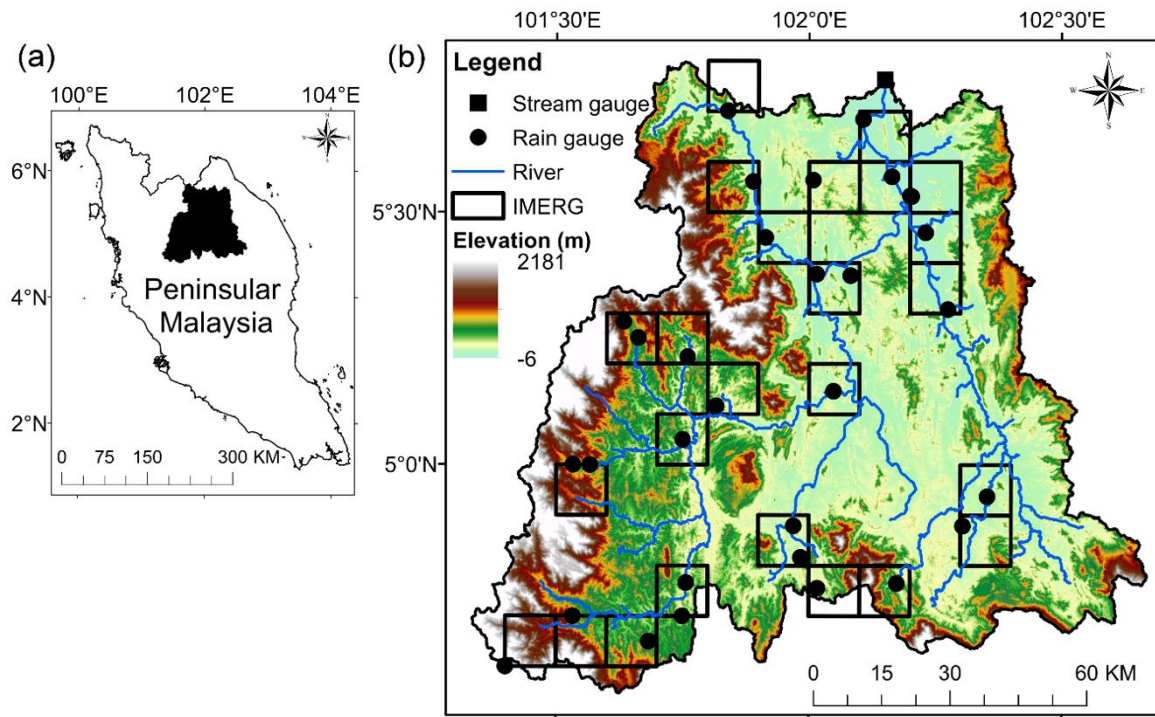 (a)
100°E
102°E
104°E
N
W
E
S
6°N
4°N
2°N
Peninsular
Malaysia
0
75
150
300 KM
(b)
101°30'E
102°0'E
102°30'E
N
W
E
S
5°30'N
5°0'N
Legend
Stream gauge
Rain gauge
River
IMERG
Elevation (m)
2181
-6
0
15
30
60 KM